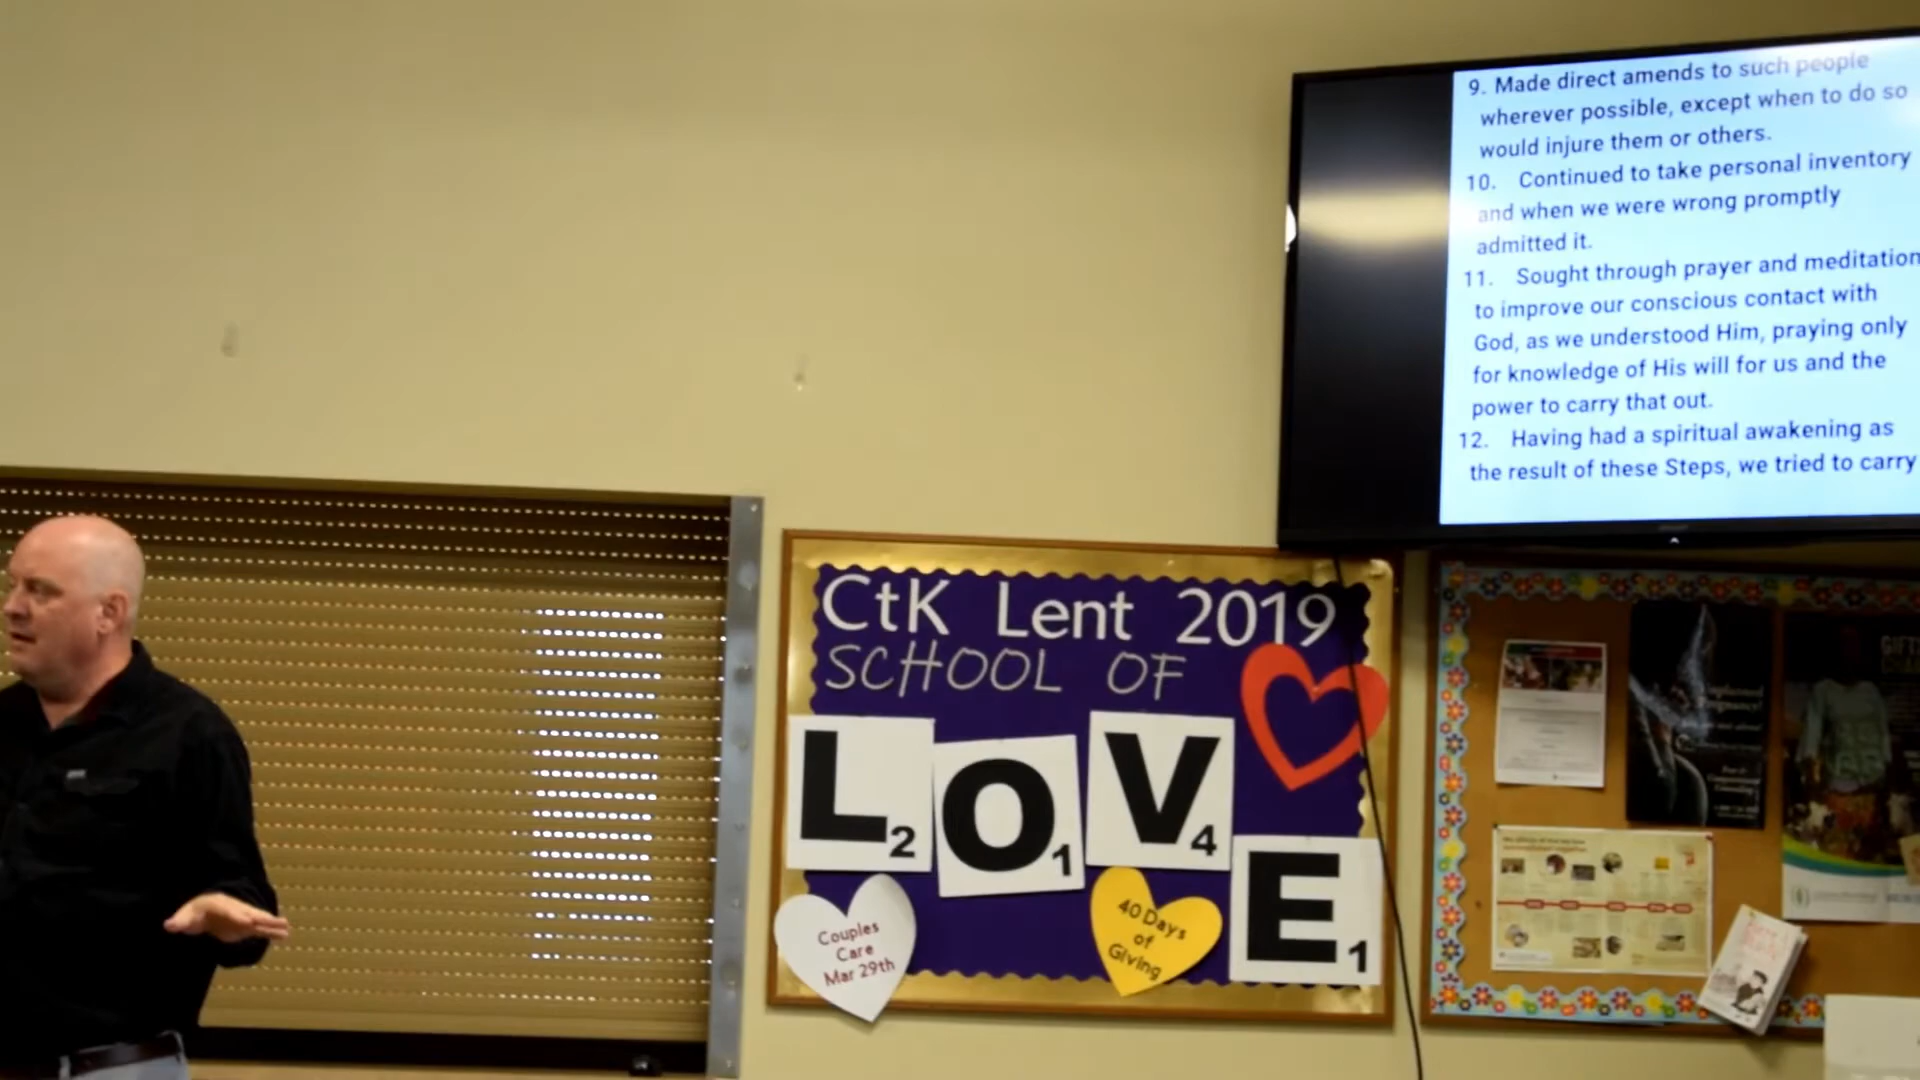 9. Made direct amends to such people
wherever possible, except when to do so
would injure them or others.
10. Continued to take personal inventory
and when we were wrong promptly
admitted it.
11. Sought through prayer and meditation
to improve our conscious contact with
God, as we understood Him, praying only
for knowledge of His will for us and the
power to carry that out.
12. Having had a spiritual awakening as
the result of these Steps, we tried to carry
CtK Lent 2019
SCHOOL OF
L2 O1 V4 E1
Couples
Care
Mar 29th
40 Days
of
Giving